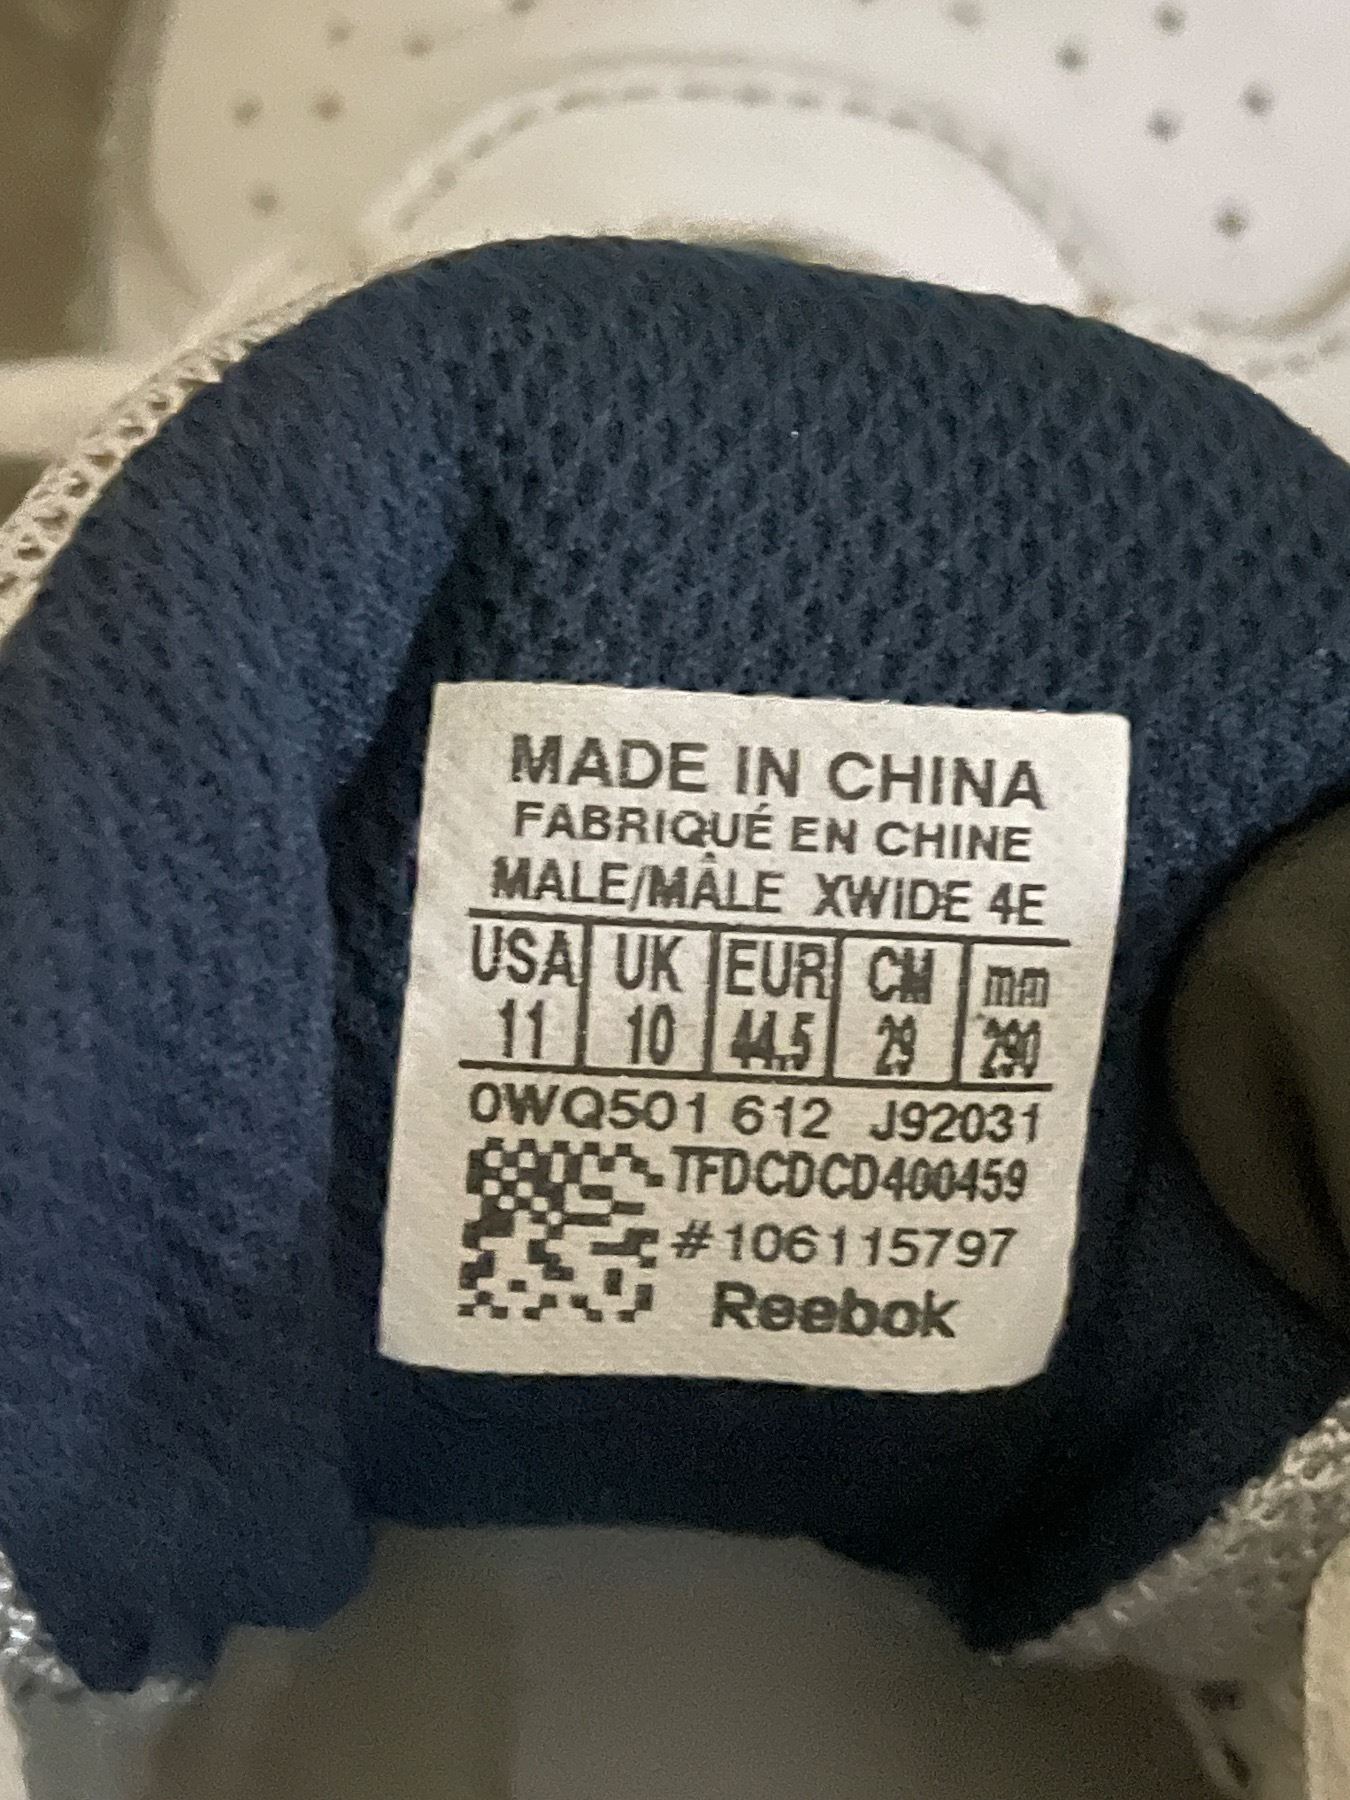 MADE IN CHINA
FABRIQUÉ EN CHINE
MALE/MÂLE XWIDE 4E
USA UK EUR CM mm
11 10 44.5 29 290
0WQ501 612 J92031
TFDCDCD400459
#106115797
Reebok